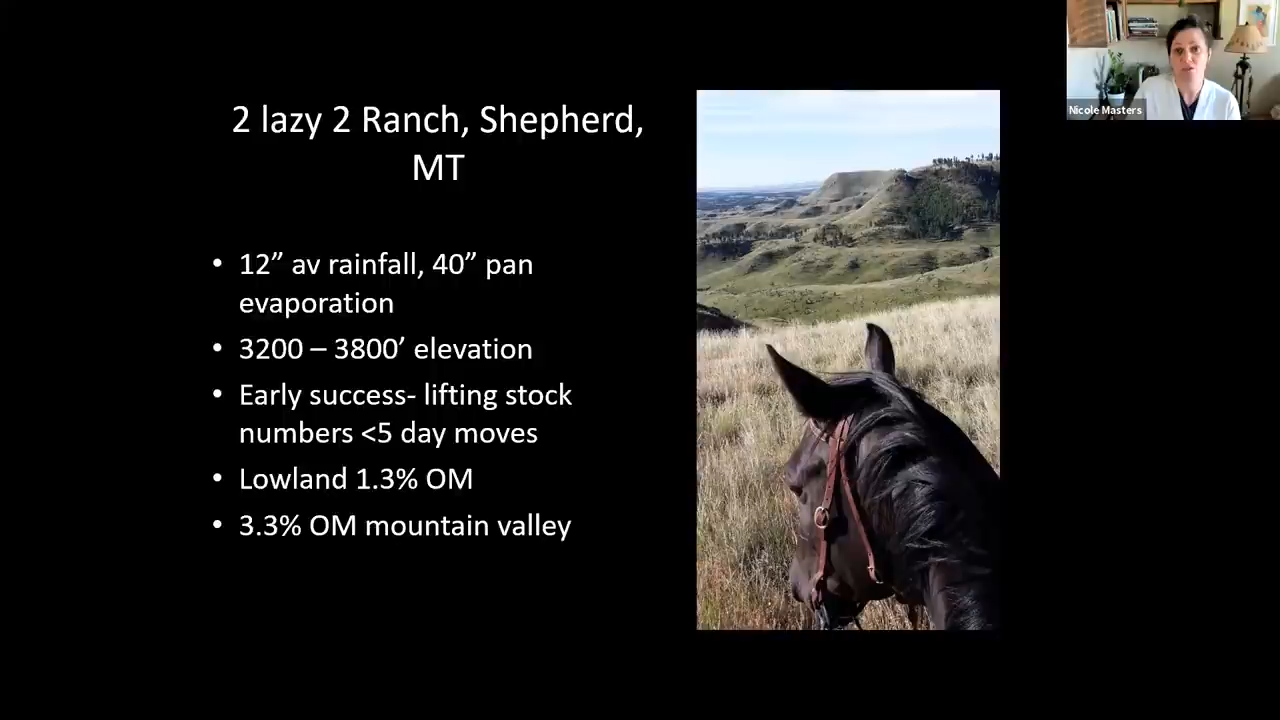 2 lazy 2 Ranch, Shepherd,
MT
• 12” av rainfall, 40” pan
evaporation
• 3200 – 3800’ elevation
• Early success- lifting stock
numbers <5 day moves
• Lowland 1.3% OM
• 3.3% OM mountain valley
Nicole Masters